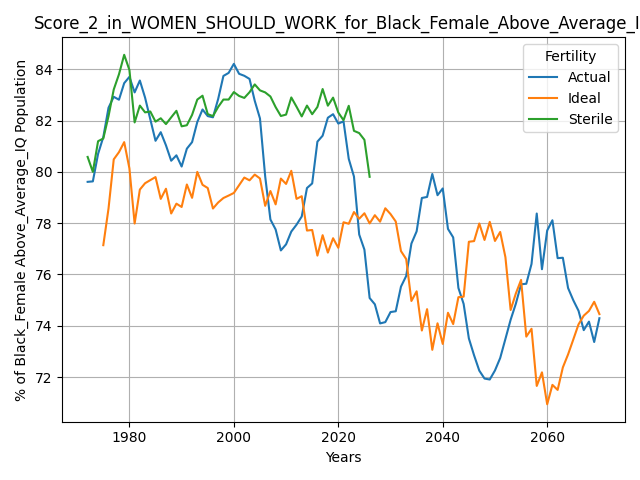 Score_2_in_WOMEN_SHOULD_WORK_for_Black_Female_Above_Average_I
Fertility
Actual
Ideal
Sterile
% of Black_Female Above_Average_IQ Population
84
82
80
78
76
74
72
1980 2000 2020 2040 2060
Years